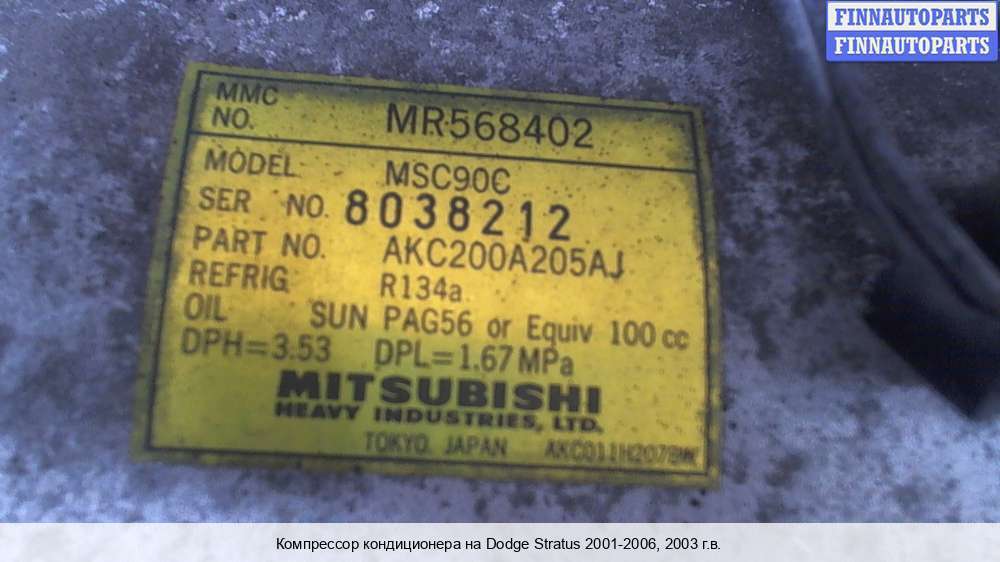 FINNAUTOPARTS
FINNAUTOPARTS
MMC NO. MR568402
MODEL MSC90C
SER NO. 8038212
PART NO. AKC200A205AJ
REFRIG R134a
OIL SUN PAG56 or Equiv 100 cc
DPH=3.53 DPL=1.67 MPa
MITSUBISHI
HEAVY INDUSTRIES, LTD.
TOKYO JAPAN
Компрессор кондиционера на Dodge Stratus 2001-2006, 2003 г.в.